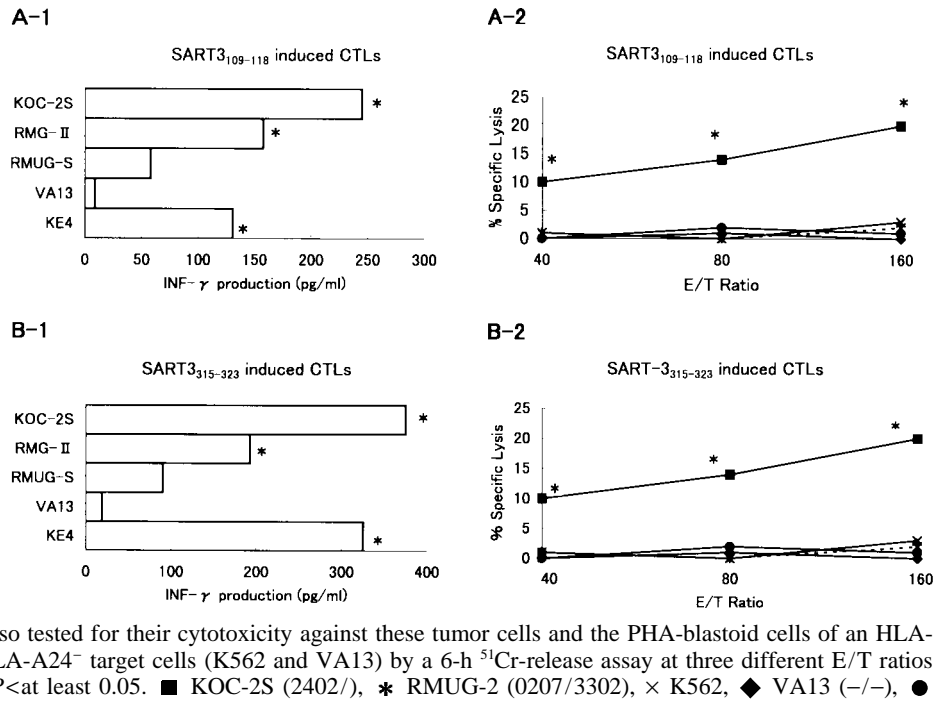 A-1
SART3109-118 induced CTLs
KOC-2S
RMG-II
RMUG-S
VA13
KE4
*
*
*
0 50 100 150 200 250 300
INF-γ production (pg/ml)
A-2
SART3109-118 induced CTLs
% Specific Lysis
25
20
15
10
5
0
*
*
*
40 80 160
E/T Ratio
B-1
SART3315-323 induced CTLs
KOC-2S
RMG-II
RMUG-S
VA13
KE4
*
*
*
0 100 200 300 400
INF-γ production (pg/ml)
B-2
SART-3315-323 induced CTLs
% Specific Lysis
25
20
15
10
5
0
*
*
*
40 80 160
E/T Ratio
so tested for their cytotoxicity against these tumor cells and the PHA-blastoid cells of an HLA-
LA-A24− target cells (K562 and VA13) by a 6-h 51Cr-release assay at three different E/T ratios
P<at least 0.05. ■ KOC-2S (2402/), * RMUG-2 (0207/3302), × K562, ◆ VA13 (−/−), ●